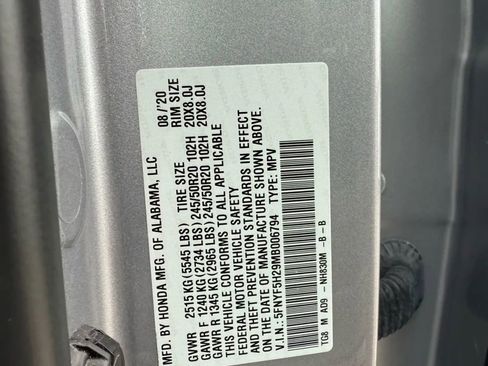 MFD BY HONDA MFG. OF ALABAMA, LLC 08/'20
GVWR 2515 KG (5545 LBS) TIRE SIZE RIM SIZE
GAWR F 1240 KG (2734 LBS) 245/50R20 102H 20X8.0J
GAWR R 1345 KG (2965 LBS) 245/50R20 102H 20X8.0J
THIS VEHICLE CONFORMS TO ALL APPLICABLE
FEDERAL MOTOR VEHICLE SAFETY
AND THEFT PREVENTION STANDARDS IN EFFECT
ON THE DATE OF MANUFACTURE SHOWN ABOVE.
V.I.N.: 5FNYF5H29MB006794 TYPE: MPV
TG8 M AD9 -NH830M -B -B